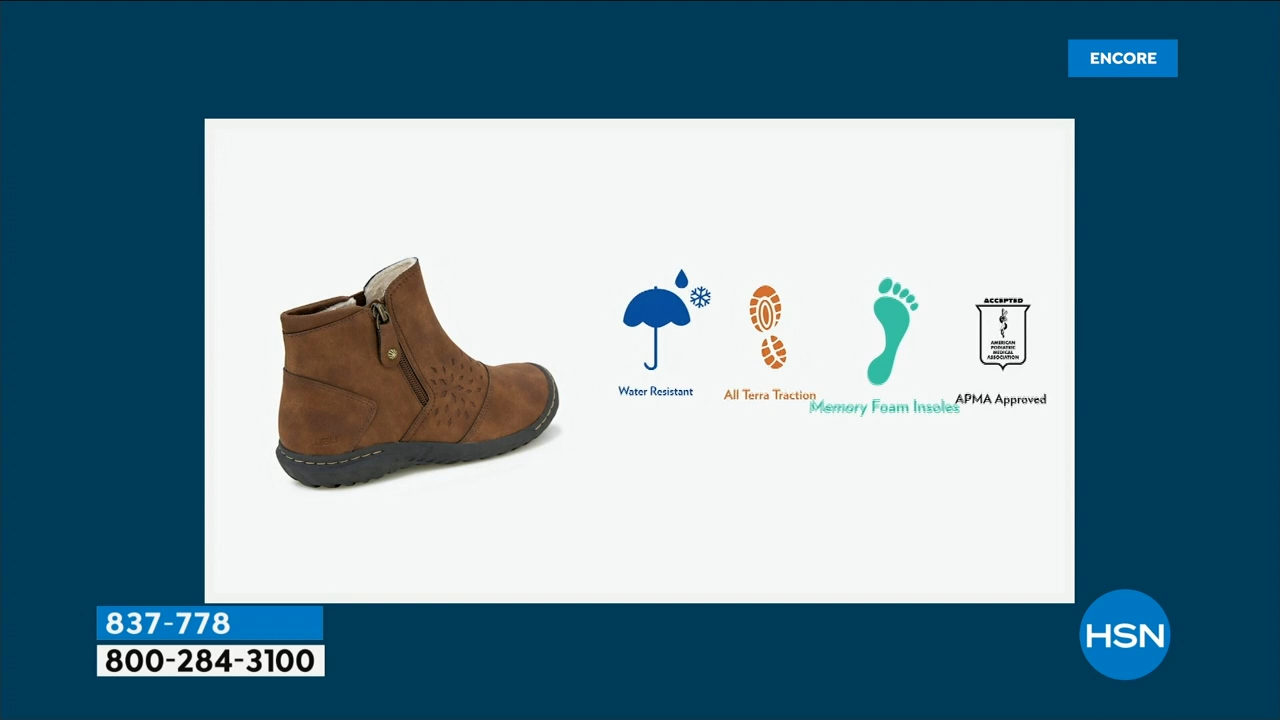 ENCORE
ACCEPTED
AMERICAN
PODIATRIC
MEDICAL
ASSOCIATION
Water Resistant
All Terra Traction
Memory Foam Insoles
APMA Approved
837-778
800-284-3100
HSN